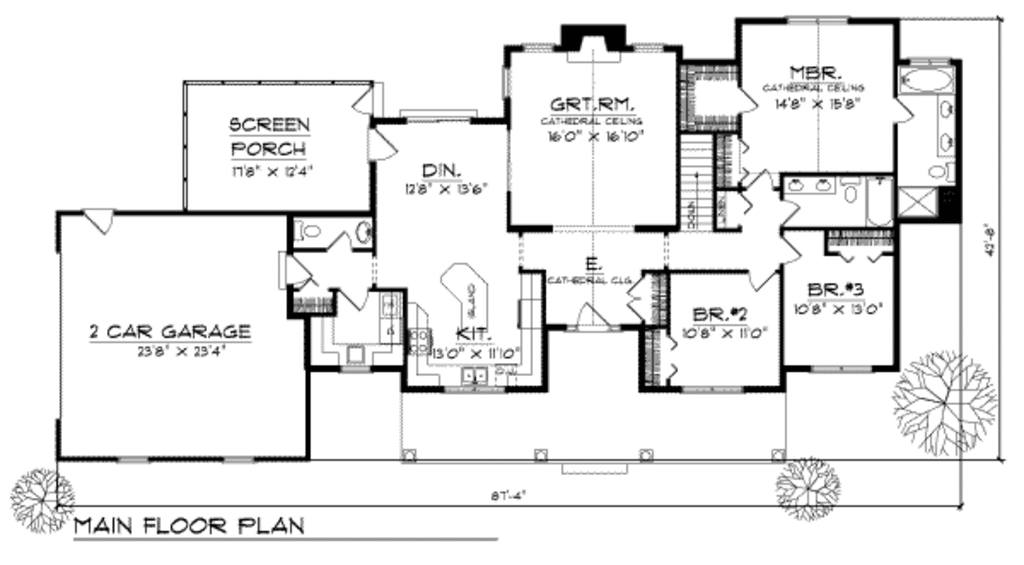 MBR.
CATHEDRAL CEILING
14'8" X 15'8"
GRT.RM.
CATHEDRAL CEILING
16'0" X 16'10"
SCREEN
PORCH
11'8" X 12'4"
DIN.
12'8" X 13'6"
DOWN
LINEN
E.
CATHEDRAL CLG.
42'-8"
ISLAND
BR.#3
10'8" X 13'0"
BR.#2
10'8" X 11'0"
2 CAR GARAGE
23'8" X 23'4"
KIT.
13'0" X 11'10"
87'-4"
MAIN FLOOR PLAN